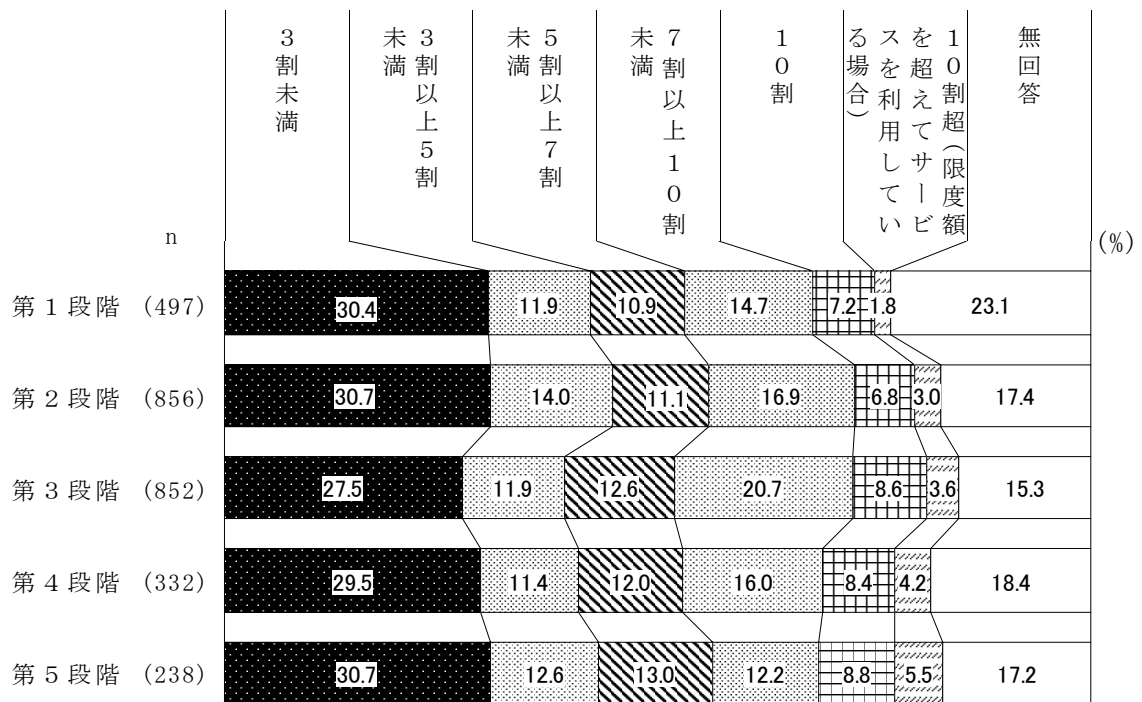 3割未満
3割以上5割
未満
5割以上7割
未満
7割以上10割
未満
10割
10割超(限度額
を超えてサービ
スを利用してい
る場合)
無回答
n
(%)
第1段階 (497) 30.4 11.9 10.9 14.7 7.2 1.8 23.1
第2段階 (856) 30.7 14.0 11.1 16.9 6.8 3.0 17.4
第3段階 (852) 27.5 11.9 12.6 20.7 8.6 3.6 15.3
第4段階 (332) 29.5 11.4 12.0 16.0 8.4 4.2 18.4
第5段階 (238) 30.7 12.6 13.0 12.2 8.8 5.5 17.2